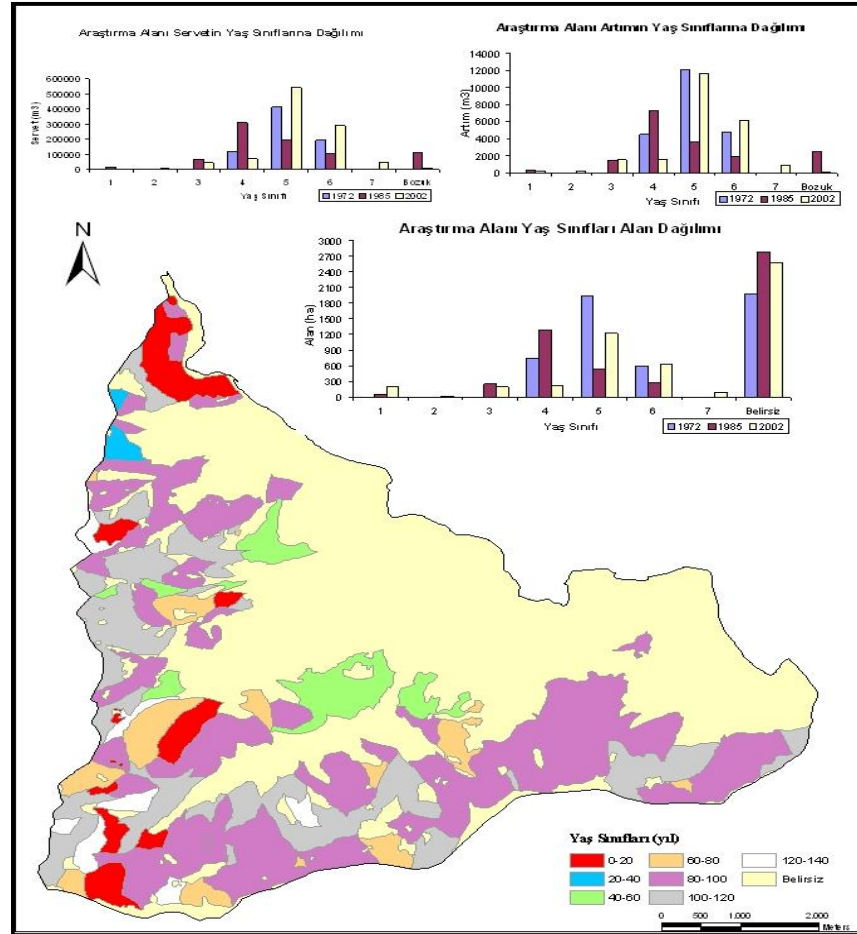 Araştırma Alanı Servetin Yaş Sınıflarına Dağılımı
Servet (m3)
600000
500000
400000
300000
200000
100000
0
1 2 3 4 5 6 7 Bozuk
Yaş Sınıfı
1972 1985 2002
Araştırma Alanı Artımın Yaş Sınıflarına Dağılımı
Artım (m3)
14000
12000
10000
8000
6000
4000
2000
0
1 2 3 4 5 6 7 Bozuk
Yaş Sınıfı
1972 1985 2002
N
Araştırma Alanı Yaş Sınıfları Alan Dağılımı
Alan (ha)
3000
2700
2400
2100
1800
1500
1200
900
600
300
0
1 2 3 4 5 6 7 Belirsiz
Yaş Sınıfı
1972 1985 2002
Yaş Sınıfları (yıl)
0-20 60-80 120-140
20-40 80-100 Belirsiz
40-60 100-120
0 500 1.000 2.000
Meters